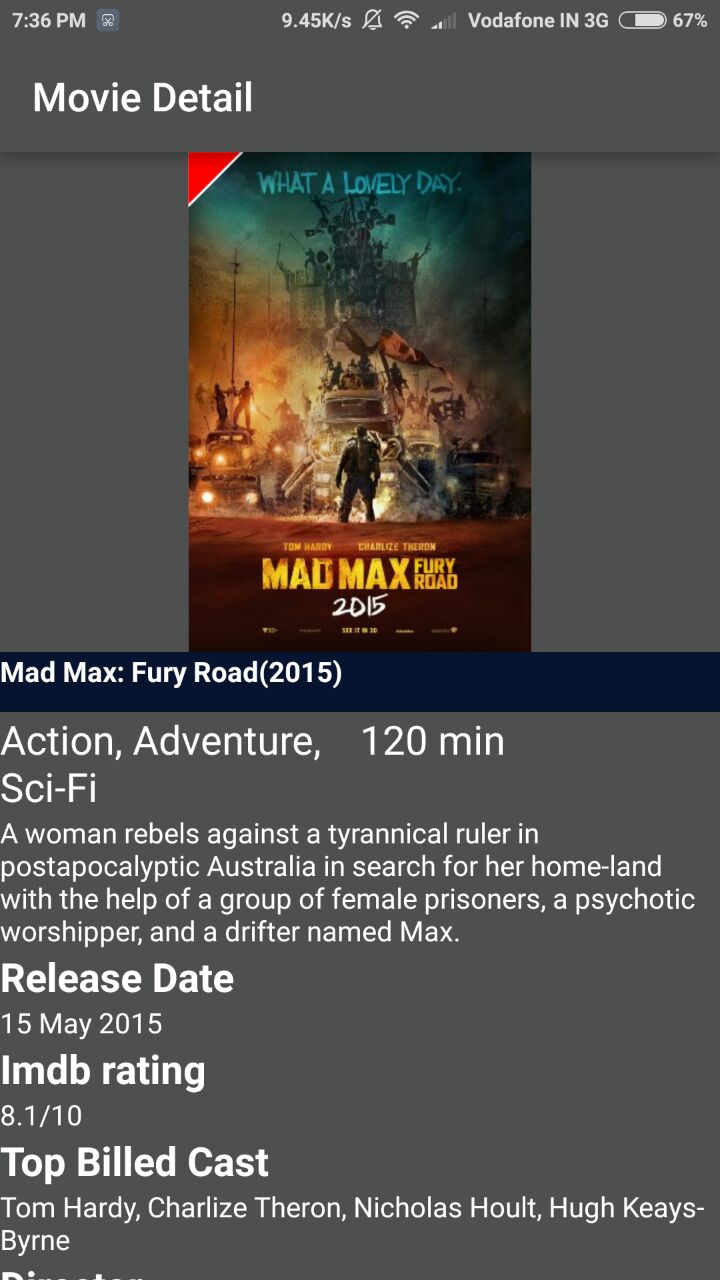 7:36 PM 9.45K/s Vodafone IN 3G 67%
Movie Detail
WHAT A LOVELY DAY.
TOM HARDY CHARLIZE THERON
MAD MAX FURY ROAD
2015
SEE IT IN 3D
Mad Max: Fury Road(2015)
Action, Adventure, 120 min
Sci-Fi
A woman rebels against a tyrannical ruler in
postapocalyptic Australia in search for her home-land
with the help of a group of female prisoners, a psychotic
worshipper, and a drifter named Max.
Release Date
15 May 2015
Imdb rating
8.1/10
Top Billed Cast
Tom Hardy, Charlize Theron, Nicholas Hoult, Hugh Keays-
Byrne